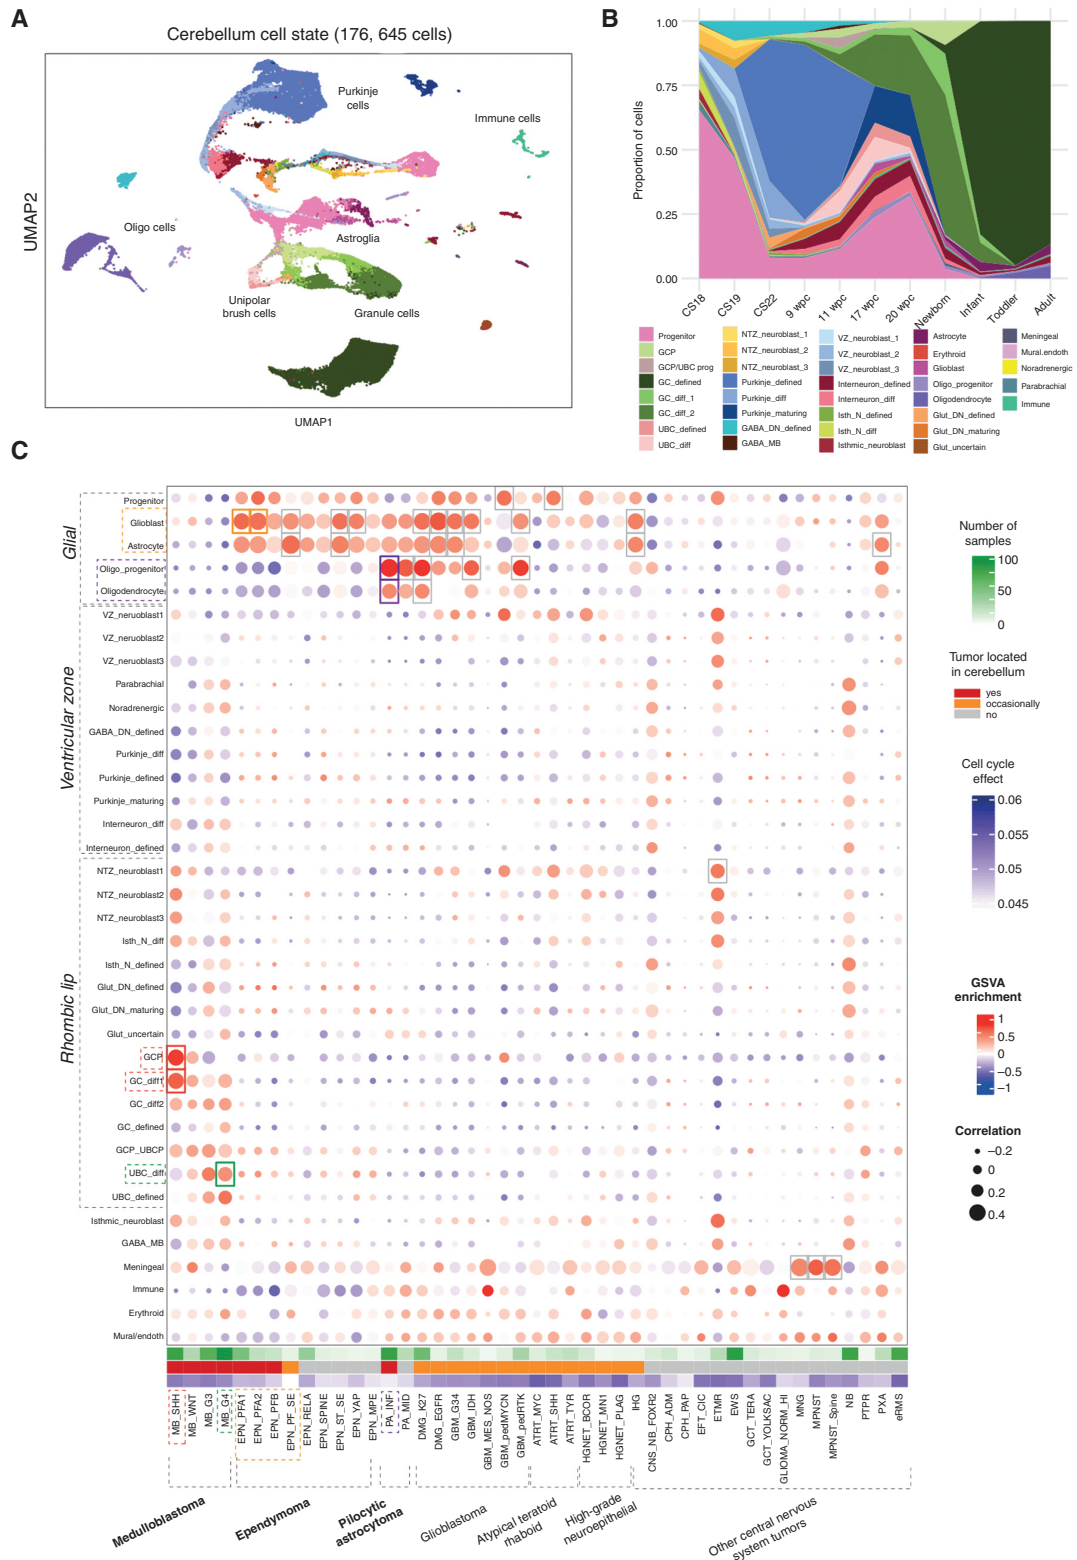 A
Cerebellum cell state (176, 645 cells)
Purkinje
cells
Immune cells
Oligo cells
Astroglia
Unipolar
brush cells
Granule cells
UMAP2
UMAP1
B
Proportion of cells
1.00
0.75
0.50
0.25
0.00
CS18
CS19
CS22
9 wpc
11 wpc
17 wpc
20 wpc
Newborn
Infant
Toddler
Adult
Progenitor
GCP
GCP/UBC prog
GC_defined
GC_diff_1
GC_diff_2
UBC_defined
UBC_diff
NTZ_neuroblast_1
NTZ_neuroblast_2
NTZ_neuroblast_3
Purkinje_defined
Purkinje_diff
Purkinje_maturing
GABA_DN_defined
GABA_MB
VZ_neuroblast_1
VZ_neuroblast_2
VZ_neuroblast_3
Interneuron_defined
Interneuron_diff
Isth_N_defined
Isth_N_diff
Isthmic_neuroblast
Astrocyte
Erythroid
Glioblast
Oligo_progenitor
Oligodendrocyte
Glut_DN_defined
Glut_DN_maturing
Glut_uncertain
Meningeal
Mural.endoth
Noradrenergic
Parabrachial
Immune
C
Glial
Ventricular zone
Rhombic lip
Progenitor
Glioblast
Astrocyte
Oligo_progenitor
Oligodendrocyte
VZ_neruoblast1
VZ_neruoblast2
VZ_neruoblast3
Parabrachial
Noradrenergic
GABA_DN_defined
Purkinje_diff
Purkinje_defined
Purkinje_maturing
Interneuron_diff
Interneuron_defined
NTZ_neuroblast1
NTZ_neuroblast2
NTZ_neuroblast3
Isth_N_diff
Isth_N_defined
Glut_DN_defined
Glut_DN_maturing
Glut_uncertain
GCP
GC_diff1
GC_diff2
GC_defined
GCP_UBCP
UBC_diff
UBC_defined
Isthmic_neuroblast
GABA_MB
Meningeal
Immune
Erythroid
Mural/endoth
MB_SHH
MB_WNT
MB_G3
MB_G4
EPN_PFA1
EPN_PFA2
EPN_PFB
EPN_PF_SE
EPN_RELA
EPN_SPINE
EPN_ST_SE
EPN_YAP
EPN_MPE
PA_INF
PA_MID
DMG_K27
DMG_EGFR
GBM_G34
GBM_IDH
GBM_MES_NOS
GBM_pedMYCN
GBM_pedRTK
ATRT_MYC
ATRT_SHH
ATRT_TYR
HGNET_BCOR
HGNET_MN1
HGNET_PLAG
IHG
CNS_NB_FOXR2
CPH_ADM
CPH_PAP
EFT_CIC
ETMR
EWS
GCT_TERA
GCT_YOLKSAC
GLIOMA_NORM_HI
MNG
MPNST
MPNST_Spine
NB
PTPR
PXA
eRMS
Medulloblastoma
Ependymoma
Pilocytic
astrocytoma
Glioblastoma
Atypical teratoid
rhaboid
High-grade
neuroepithelial
Other central nervous
system tumors
Number of
samples
100
50
0
Tumor located
in cerebellum
yes
occasionally
no
Cell cycle
effect
0.06
0.055
0.05
0.045
GSVA
enrichment
1
0.5
0
−0.5
−1
Correlation
−0.2
0
0.2
0.4